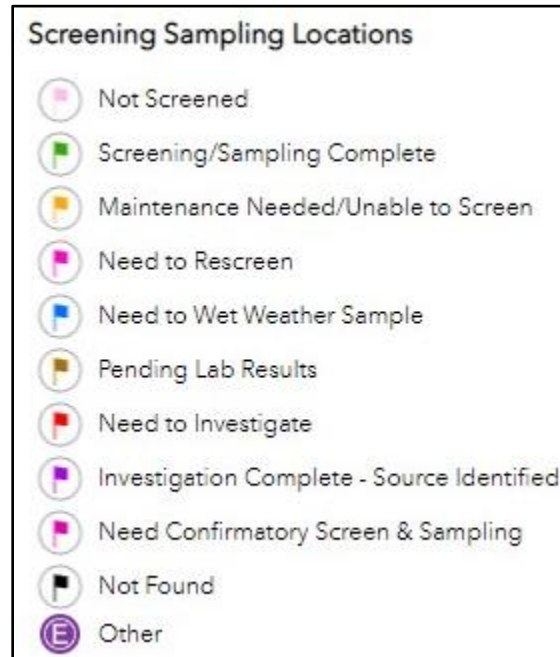 Screening Sampling Locations
Not Screened
Screening/Sampling Complete
Maintenance Needed/Unable to Screen
Need to Rescreen
Need to Wet Weather Sample
Pending Lab Results
Need to Investigate
Investigation Complete - Source Identified
Need Confirmatory Screen & Sampling
Not Found
E Other